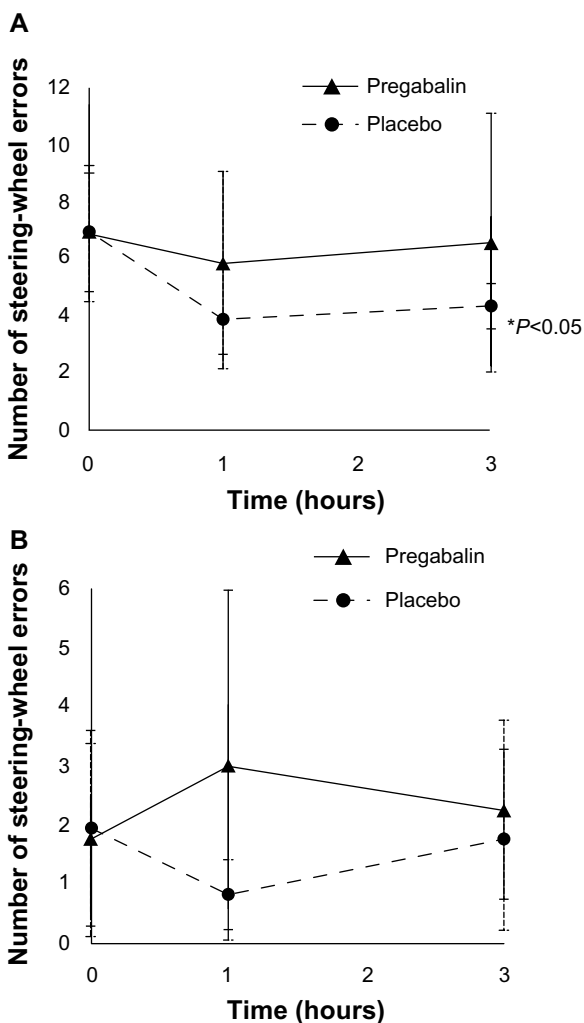 A
Number of steering-wheel errors
12
10
8
6
4
2
0
Pregabalin
Placebo
*P<0.05
0 1 2 3
Time (hours)
B
Number of steering-wheel errors
6
5
4
3
2
1
0
Pregabalin
Placebo
0 1 2 3
Time (hours)